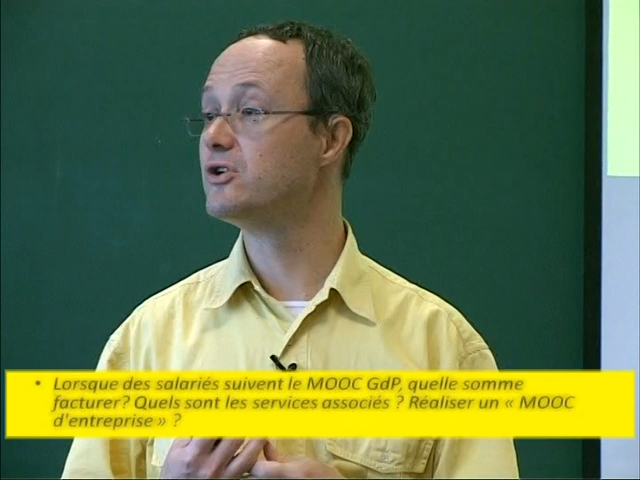 • Lorsque des salariés suivent le MOOC GdP, quelle somme
facturer? Quels sont les services associés ? Réaliser un « MOOC
d'entreprise » ?